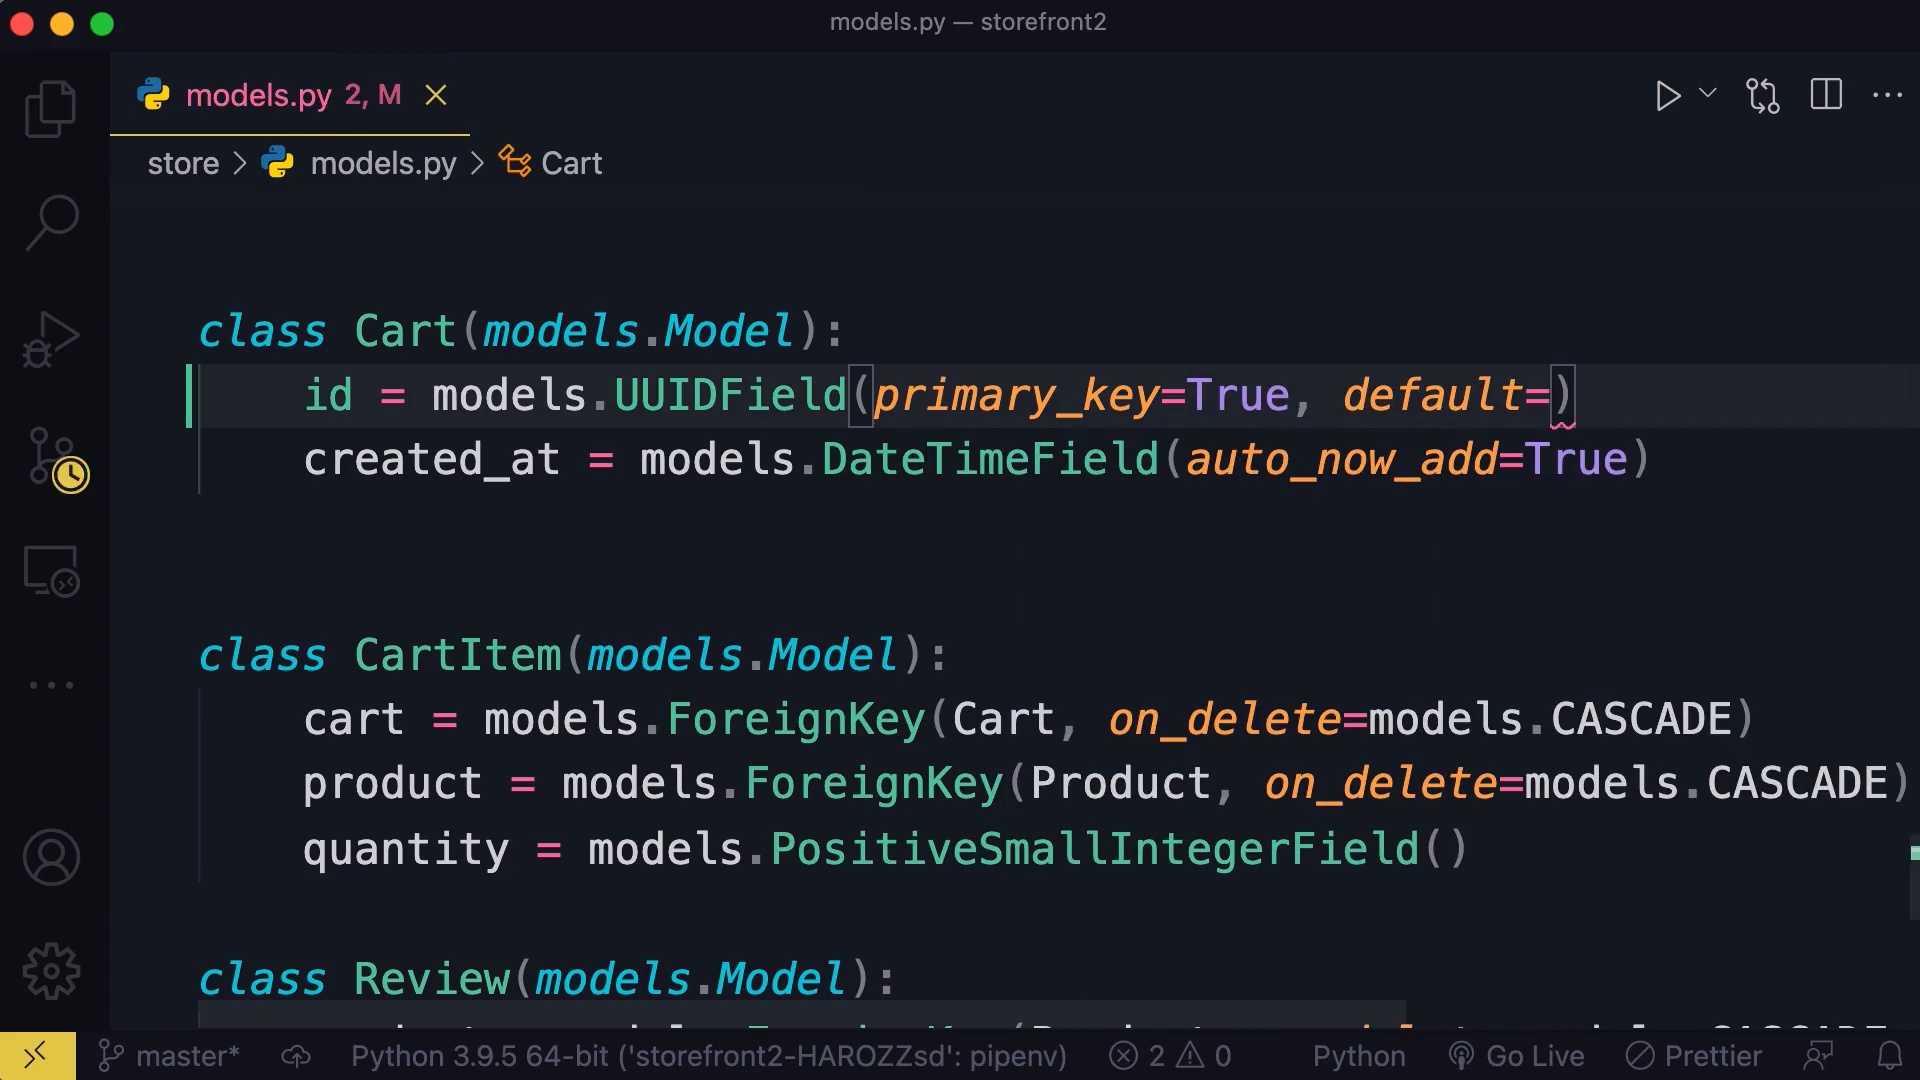 models.py — storefront2
models.py 2, M
store > models.py > Cart
class Cart(models.Model):
id = models.UUIDField(primary_key=True, default=)
created_at = models.DateTimeField(auto_now_add=True)
class CartItem(models.Model):
cart = models.ForeignKey(Cart, on_delete=models.CASCADE)
product = models.ForeignKey(Product, on_delete=models.CASCADE)
quantity = models.PositiveSmallIntegerField()
class Review(models.Model):
master* Python 3.9.5 64-bit ('storefront2-HAROZZsd': pipenv) 2 0 Python Go Live Prettier